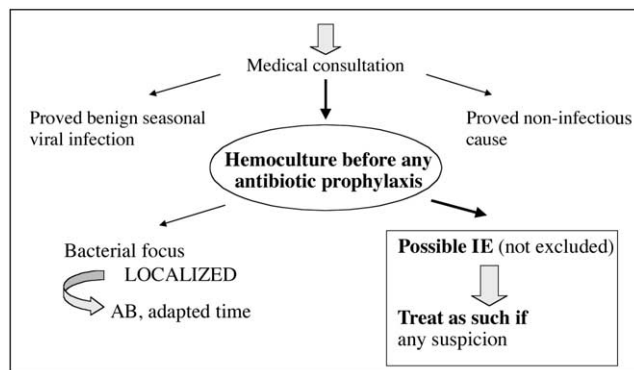 Medical consultation
Proved benign seasonal
viral infection
Proved non-infectious
cause
Hemoculture before any
antibiotic prophylaxis
Bacterial focus
LOCALIZED
AB, adapted time
Possible IE (not excluded)
Treat as such if
any suspicion